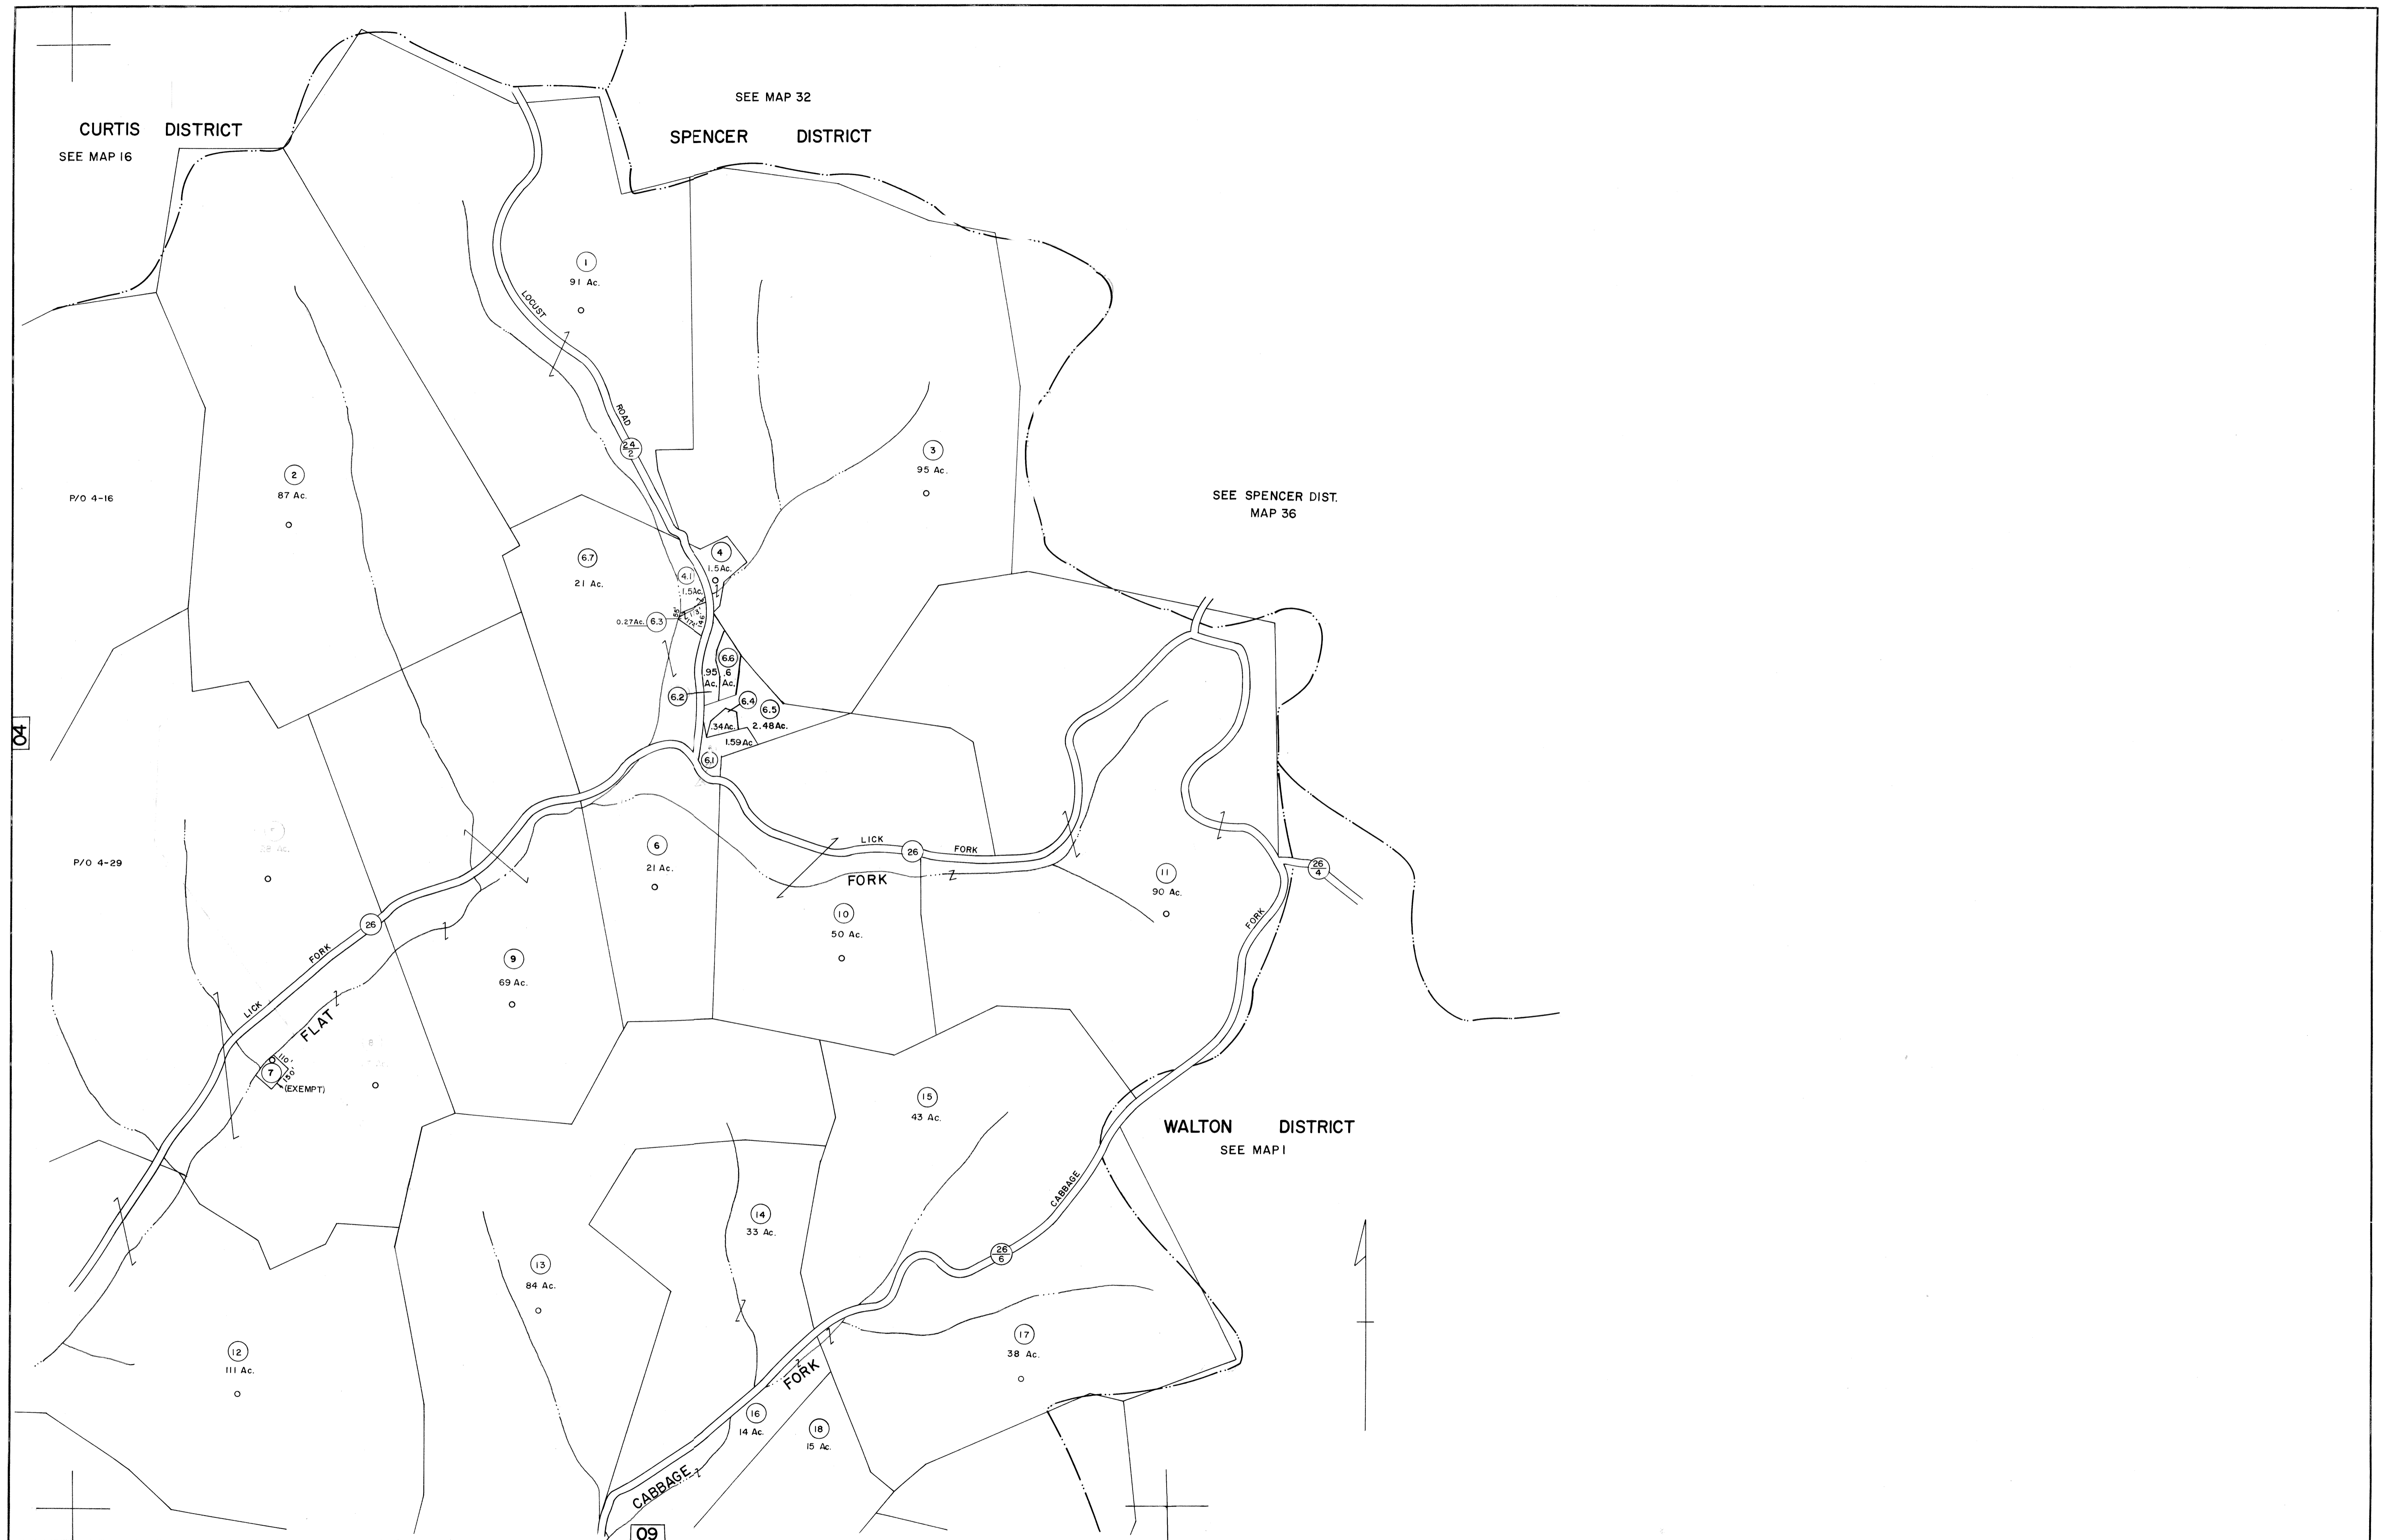 SEE MAP 32
CURTIS DISTRICT
SPENCER DISTRICT
SEE MAP 16
1
91 Ac.
LOCUST
ROAD
24
2
3
95 Ac.
2
87 Ac.
P/O 4-16
SEE SPENCER DIST.
MAP 36
6.7
21 Ac.
4
1.5 Ac.
4.1
1.5 Ac.
0.27 Ac.
6.3
6.6
.95
Ac.
.6
Ac.
6.2
6.4
6.5
.34 Ac.
2.48 Ac.
1.59 Ac.
6.1
04
P/O 4-29
6
21 Ac.
LICK
26
FORK
FORK
11
90 Ac.
26
4
10
50 Ac.
FORK
26
FORK
LICK
FLAT
9
69 Ac.
7
110'
150'
(EXEMPT)
8
15
43 Ac.
WALTON DISTRICT
SEE MAP 1
CABBAGE
14
33 Ac.
26
6
13
84 Ac.
17
38 Ac.
12
111 Ac.
FORK
16
14 Ac.
18
15 Ac.
CABBAGE
09